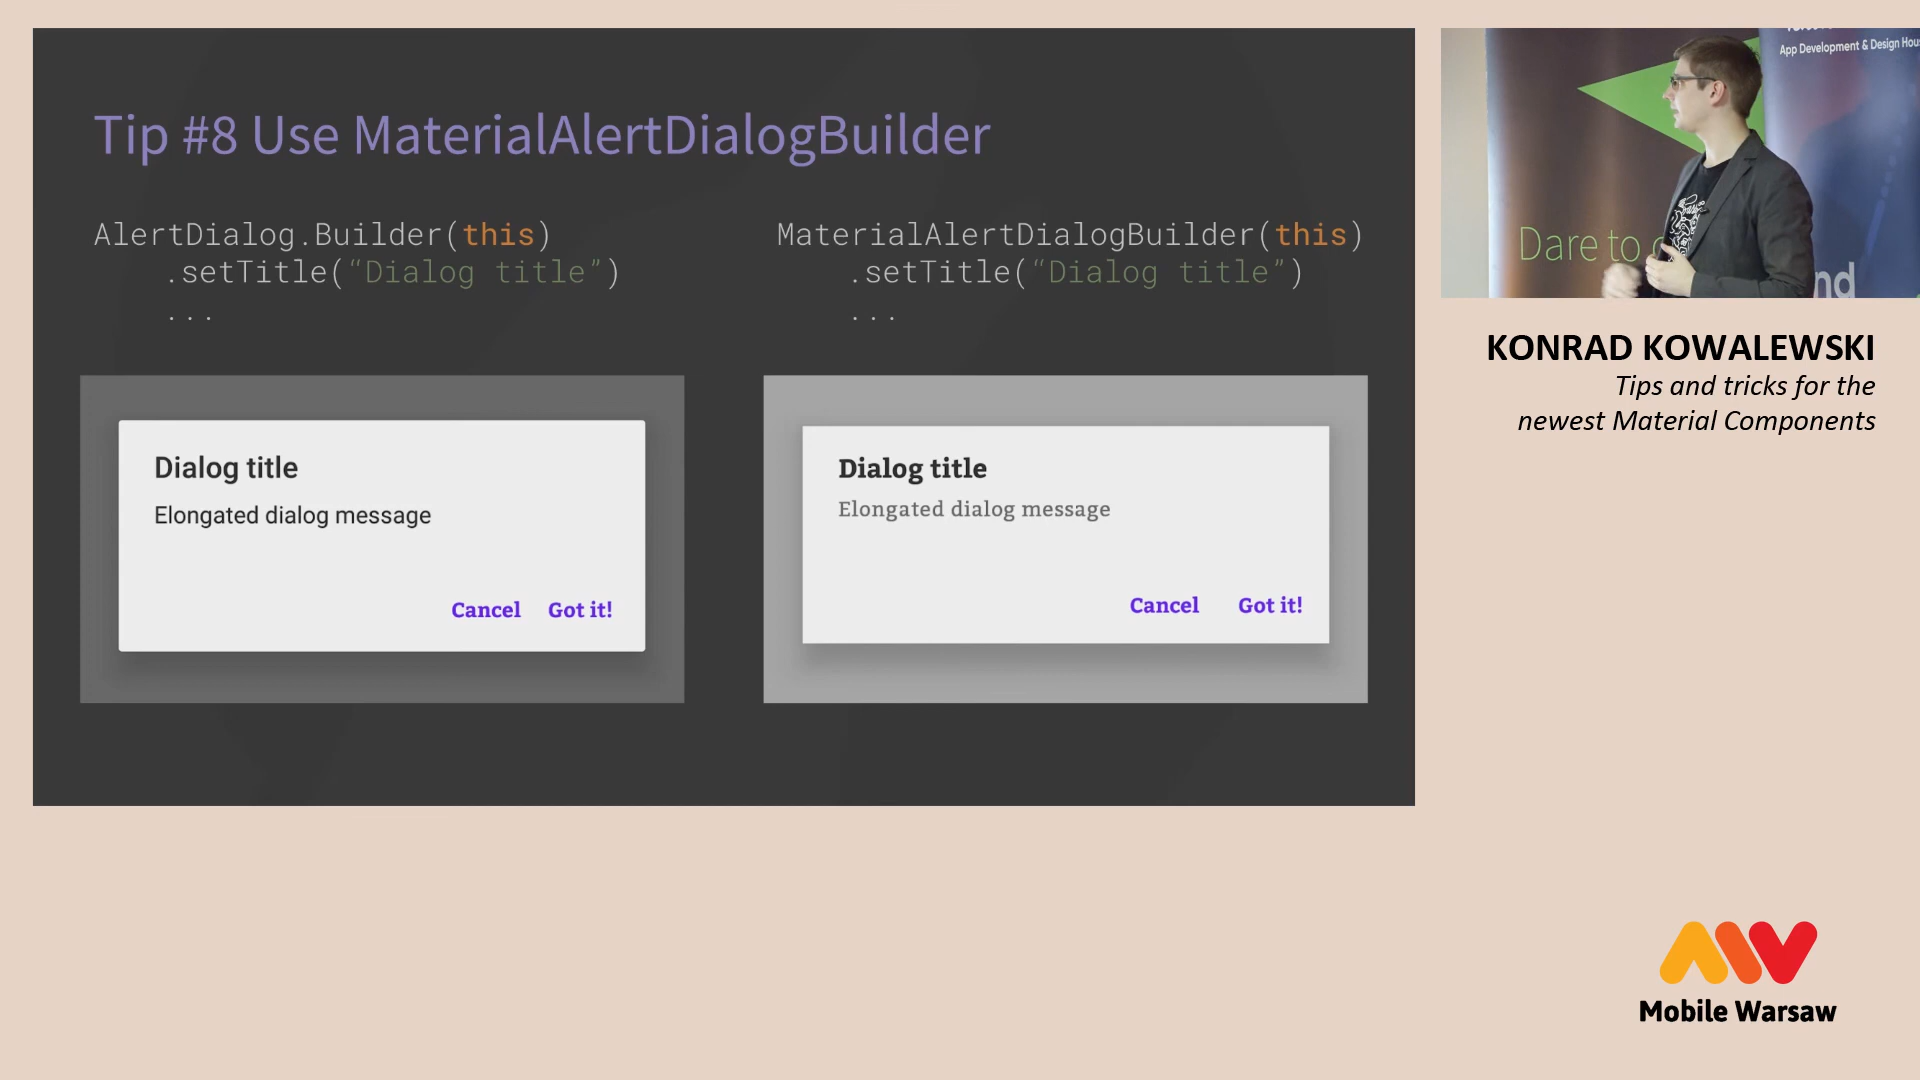 Tip #8 Use MaterialAlertDialogBuilder
AlertDialog.Builder(this)
.setTitle(“Dialog title”)
...
MaterialAlertDialogBuilder(this)
.setTitle(“Dialog title”)
...
Dialog title
Elongated dialog message
Cancel Got it!
Dialog title
Elongated dialog message
Cancel Got it!
App Development & Design Hou
Dare to
nd
KONRAD KOWALEWSKI
Tips and tricks for the
newest Material Components
Mobile Warsaw